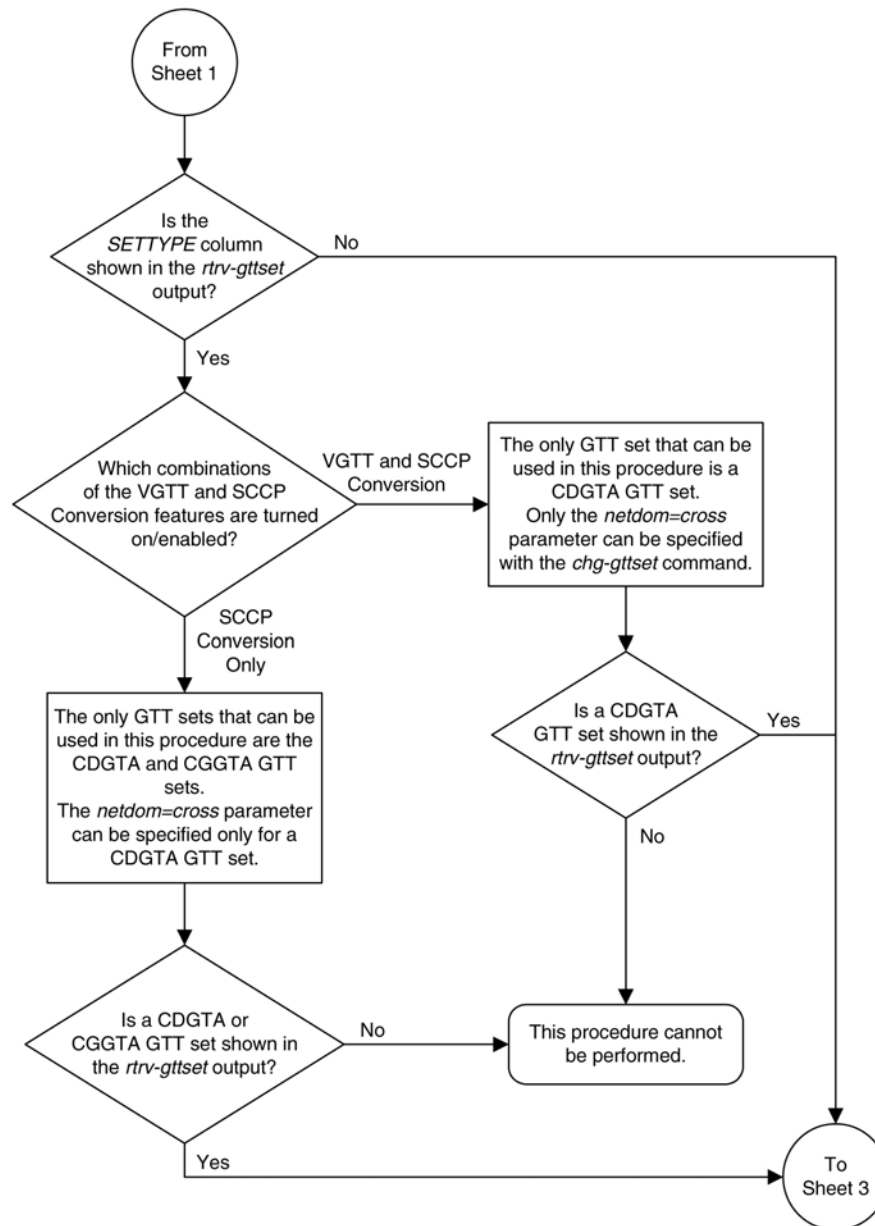 From
Sheet 1
Is the
SETTYPE column
shown in the rtrv-gttset
output?
No
Yes
Which combinations
of the VGTT and SCCP
Conversion features are turned
on/enabled?
VGTT and SCCP
Conversion
The only GTT set that can be
used in this procedure is a
CDGTA GTT set.
Only the netdom=cross
parameter can be specified
with the chg-gttset command.
SCCP
Conversion
Only
The only GTT sets that can be
used in this procedure are the
CDGTA and CGGTA GTT
sets.
The netdom=cross parameter
can be specified only for a
CDGTA GTT set.
Is a CDGTA
GTT set shown in the
rtrv-gttset output?
Yes
No
Is a CDGTA or
CGGTA GTT set shown in
the rtrv-gttset output?
No
This procedure cannot
be performed.
Yes
To
Sheet 3